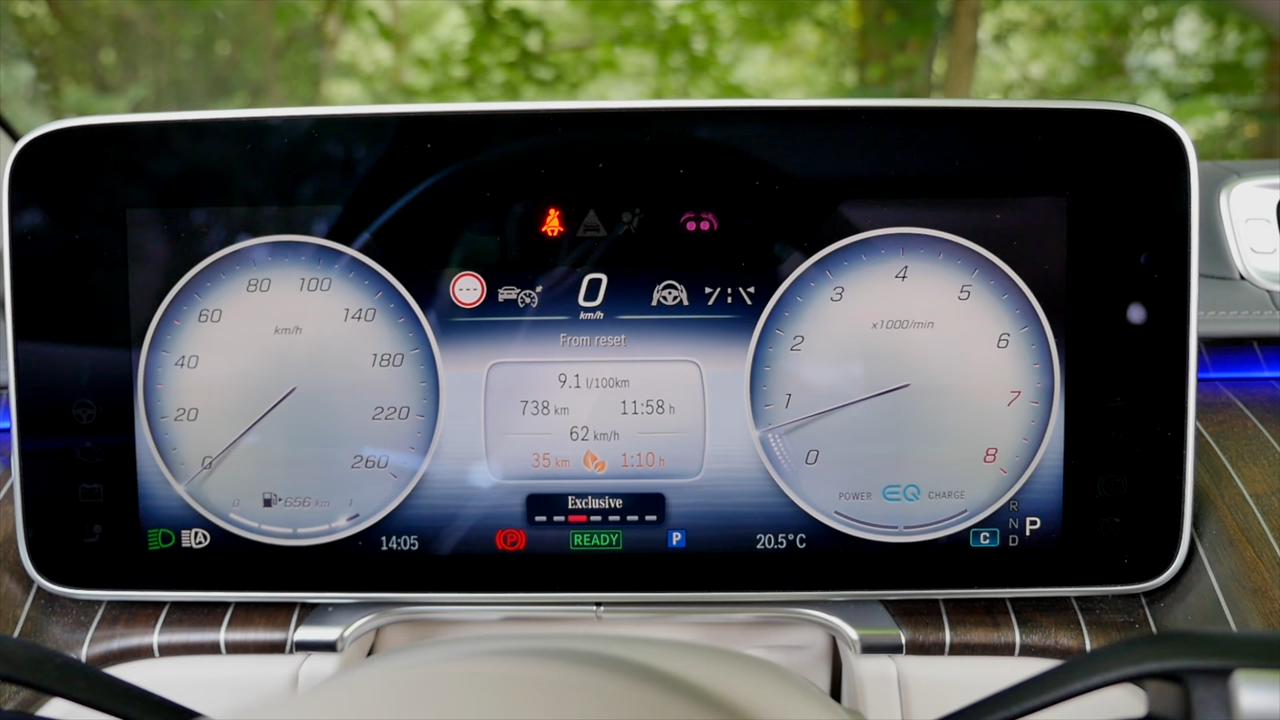 0
km/h
From reset
9.1 l/100km
738 km 11:58 h
62 km/h
35 km 1:10 h
Exclusive
0 20 40 60 80 100 140 180 220 260
km/h
0 656 km 1
0 1 2 3 4 5 6 7 8
x1000/min
POWER EQ CHARGE
A
14:05
P
READY
P
20.5°C
C
R
N
D
P